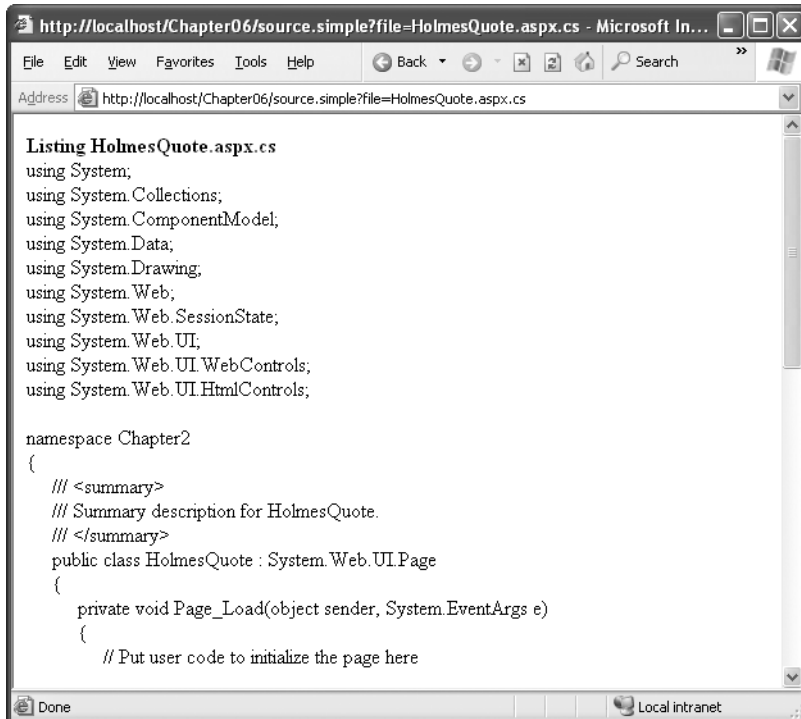 http://localhost/Chapter06/source.simple?file=HolmesQuote.aspx.cs - Microsoft In...
File Edit View Favorites Tools Help Back Search »
Address http://localhost/Chapter06/source.simple?file=HolmesQuote.aspx.cs
Listing HolmesQuote.aspx.cs
using System;
using System.Collections;
using System.ComponentModel;
using System.Data;
using System.Drawing;
using System.Web;
using System.Web.SessionState;
using System.Web.UI;
using System.Web.UI.WebControls;
using System.Web.UI.HtmlControls;
namespace Chapter2
{
/// <summary>
/// Summary description for HolmesQuote.
/// </summary>
public class HolmesQuote : System.Web.UI.Page
{
private void Page_Load(object sender, System.EventArgs e)
{
// Put user code to initialize the page here
Done Local intranet